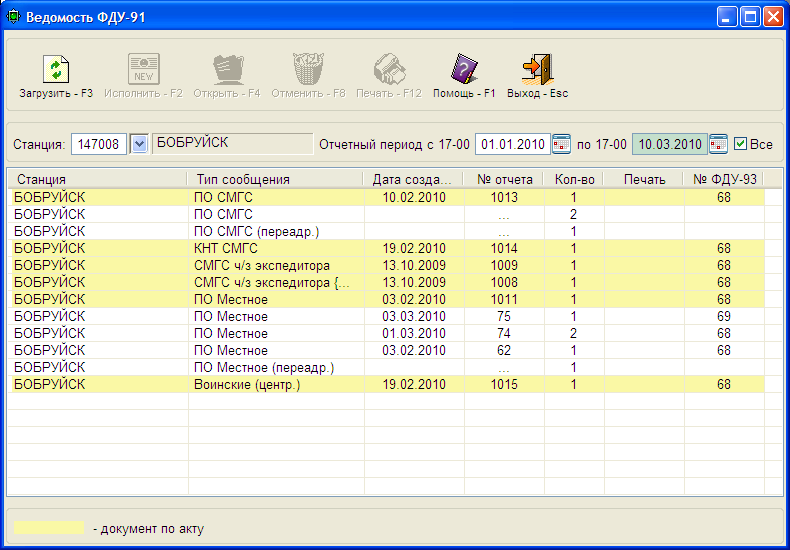 Ведомость ФДУ-91
Загрузить - F3 Исполнить - F2 Открыть - F4 Отменить - F8 Печать - F12 Помощь - F1 Выход - Esc
NEW
Станция: 147008 БОБРУЙСК Отчетный период с 17-00 01.01.2010 по 17-00 10.03.2010 Все
Станция Тип сообщения Дата созда... № отчета Кол-во Печать № ФДУ-93
БОБРУЙСК ПО СМГС 10.02.2010 1013 1 68
БОБРУЙСК ПО СМГС ... 2
БОБРУЙСК ПО СМГС (переадр.) ... 1
БОБРУЙСК КНТ СМГС 19.02.2010 1014 1 68
БОБРУЙСК СМГС ч/з экспедитора 13.10.2009 1009 1 68
БОБРУЙСК СМГС ч/з экспедитора {... 13.10.2009 1008 1 68
БОБРУЙСК ПО Местное 03.02.2010 1011 1 68
БОБРУЙСК ПО Местное 03.03.2010 75 1 69
БОБРУЙСК ПО Местное 01.03.2010 74 2 68
БОБРУЙСК ПО Местное 03.02.2010 62 1 68
БОБРУЙСК ПО Местное (переадр.) ... 1
БОБРУЙСК Воинские (центр.) 19.02.2010 1015 1 68
- документ по акту